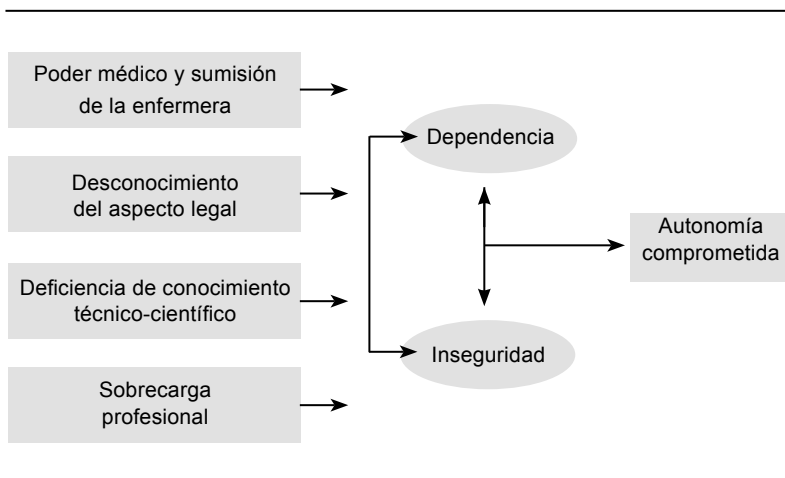 Poder médico y sumisión
de la enfermera
Desconocimiento
del aspecto legal
Deficiencia de conocimiento
técnico-científico
Sobrecarga
profesional
Dependencia
Inseguridad
Autonomía
comprometida